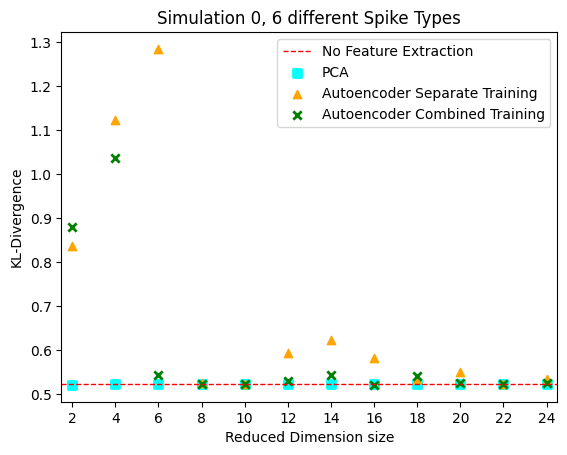 Simulation 0, 6 different Spike Types
No Feature Extraction
PCA
Autoencoder Separate Training
Autoencoder Combined Training
KL-Divergence
1.3
1.2
1.1
1.0
0.9
0.8
0.7
0.6
0.5
2 4 6 8 10 12 14 16 18 20 22 24
Reduced Dimension size